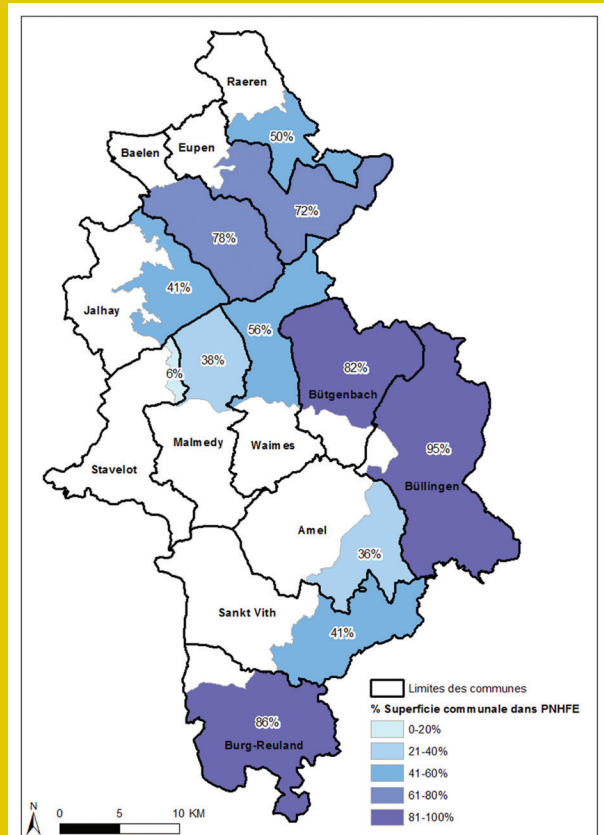 Raeren
50%
Baelen
Eupen
72%
78%
41%
Jalhay
56%
38%
6%
82%
Bütgenbach
Malmedy
Waimes
Stavelot
95%
Büllingen
Amel
36%
Sankt Vith
41%
86%
Burg-Reuland
Limites des communes
% Superficie communale dans PNHFE
0-20%
21-40%
41-60%
61-80%
81-100%
N
0 5 10 KM